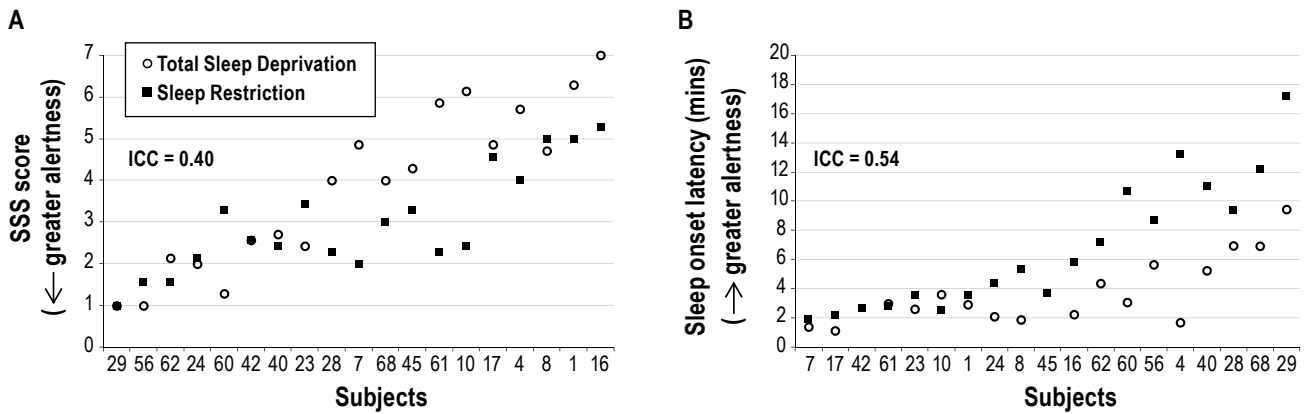 A
7
6
5
4
3
2
1
0
SSS score
( ← greater alertness)
Total Sleep Deprivation
Sleep Restriction
ICC = 0.40
29 56 62 24 60 42 40 23 28 7 68 45 61 10 17 4 8 1 16
Subjects
B
20
18
16
14
12
10
8
6
4
2
0
Sleep onset latency (mins)
( → greater alertness)
ICC = 0.54
7 17 42 61 23 10 1 24 8 45 16 62 60 56 4 40 28 68 29
Subjects